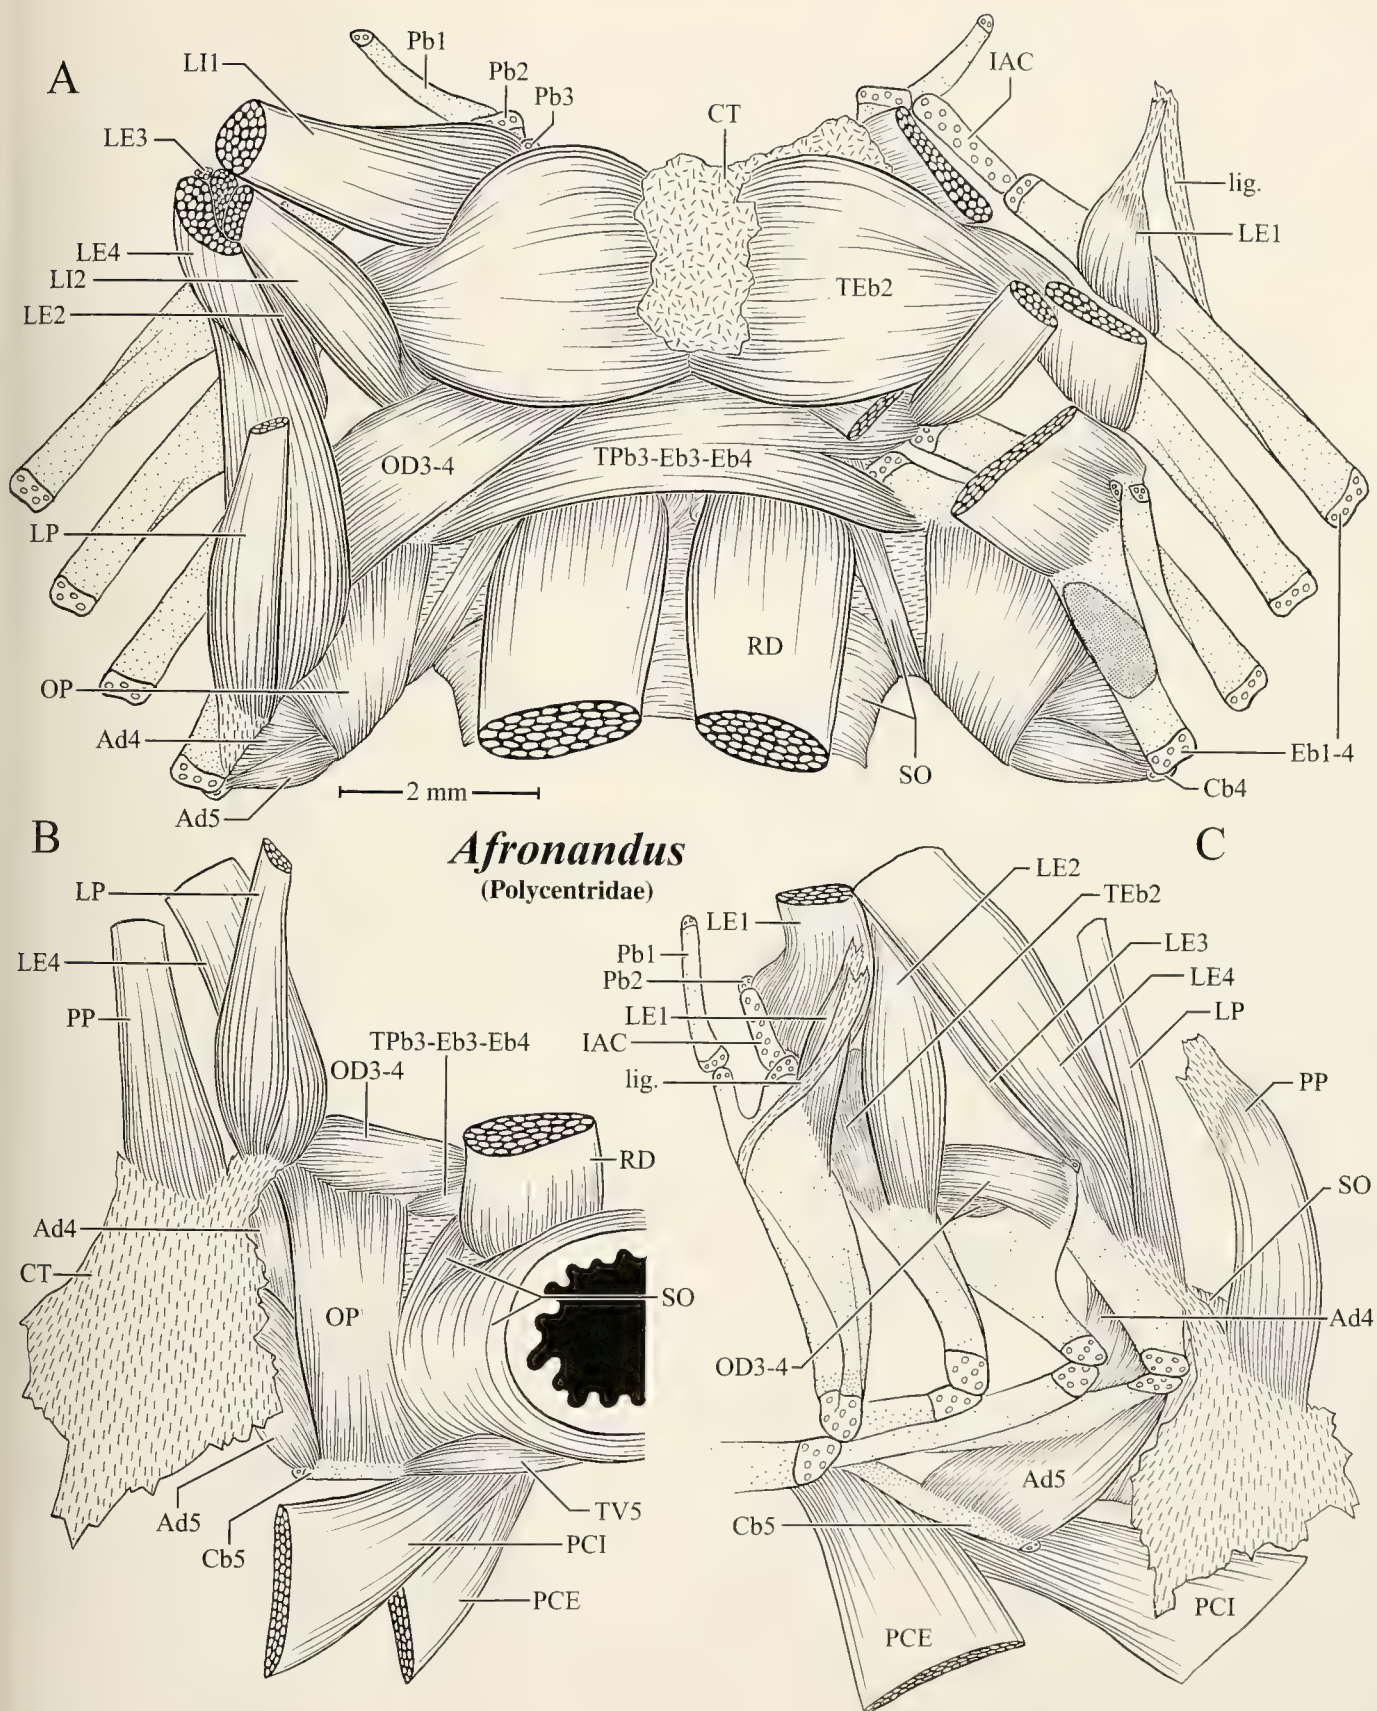 A
LI1
Pb1
Pb2
Pb3
CT
IAC
LE3
lig.
LE1
LE4
LI2
LE2
TEb2
OD3-4
TPb3-Eb3-Eb4
LP
RD
OP
Ad4
Ad5
2 mm
SO
Eb1-4
Cb4
B
Afronandus
(Polycentridae)
C
LP
LE4
PP
TPb3-Eb3-Eb4
OD3-4
RD
Ad4
CT
OP
SO
Ad5
Cb5
TV5
PCI
PCE
LE2
TEb2
LE1
LE3
Pb1
Pb2
LE4
LE1
LP
IAC
lig.
PP
SO
Ad4
OD3-4
Ad5
Cb5
PCI
PCE